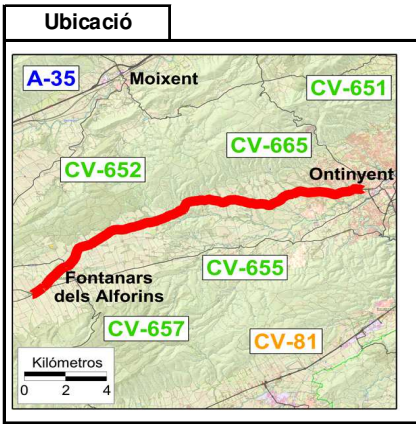 Ubicació
A-35
Moixent
CV-651
CV-665
CV-652
Ontinyent
CV-655
Fontanars
dels Alforins
CV-657
CV-81
Kilómetros
0 2 4